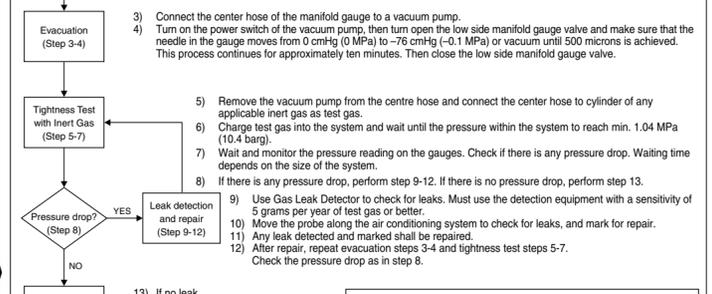 Evacuation
(Step 3-4)
3) Connect the center hose of the manifold gauge to a vacuum pump.
4) Turn on the power switch of the vacuum pump, then turn open the low side manifold gauge valve and make sure that the
needle in the gauge moves from 0 cmHg (0 MPa) to –76 cmHg (–0.1 MPa) or vacuum until 500 microns is achieved.
This process continues for approximately ten minutes. Then close the low side manifold gauge valve.
Tightness Test
with Inert Gas
(Step 5-7)
5) Remove the vacuum pump from the centre hose and connect the center hose to cylinder of any
applicable inert gas as test gas.
6) Charge test gas into the system and wait until the pressure within the system to reach min. 1.04 MPa
(10.4 barg).
7) Wait and monitor the pressure reading on the gauges. Check if there is any pressure drop. Waiting time
depends on the size of the system.
8) If there is any pressure drop, perform step 9-12. If there is no pressure drop, perform step 13.
Pressure drop?
(Step 8)
YES
NO
Leak detection
and repair
(Step 9-12)
9) Use Gas Leak Detector to check for leaks. Must use the detection equipment with a sensitivity of
5 grams per year of test gas or better.
10) Move the probe along the air conditioning system to check for leaks, and mark for repair.
11) Any leak detected and marked shall be repaired.
12) After repair, repeat evacuation steps 3-4 and tightness test steps 5-7.
Check the pressure drop as in step 8.
13) If no leak